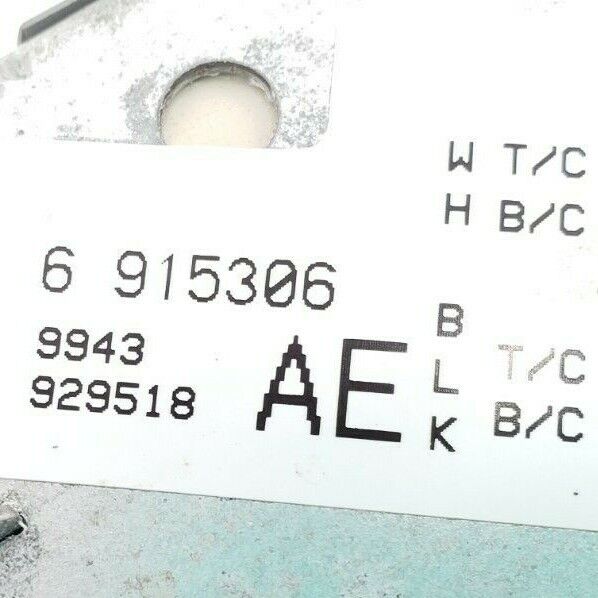 W T/C
H B/C
6 915306
9943
929518
AE
B
L
K
T/C
B/C